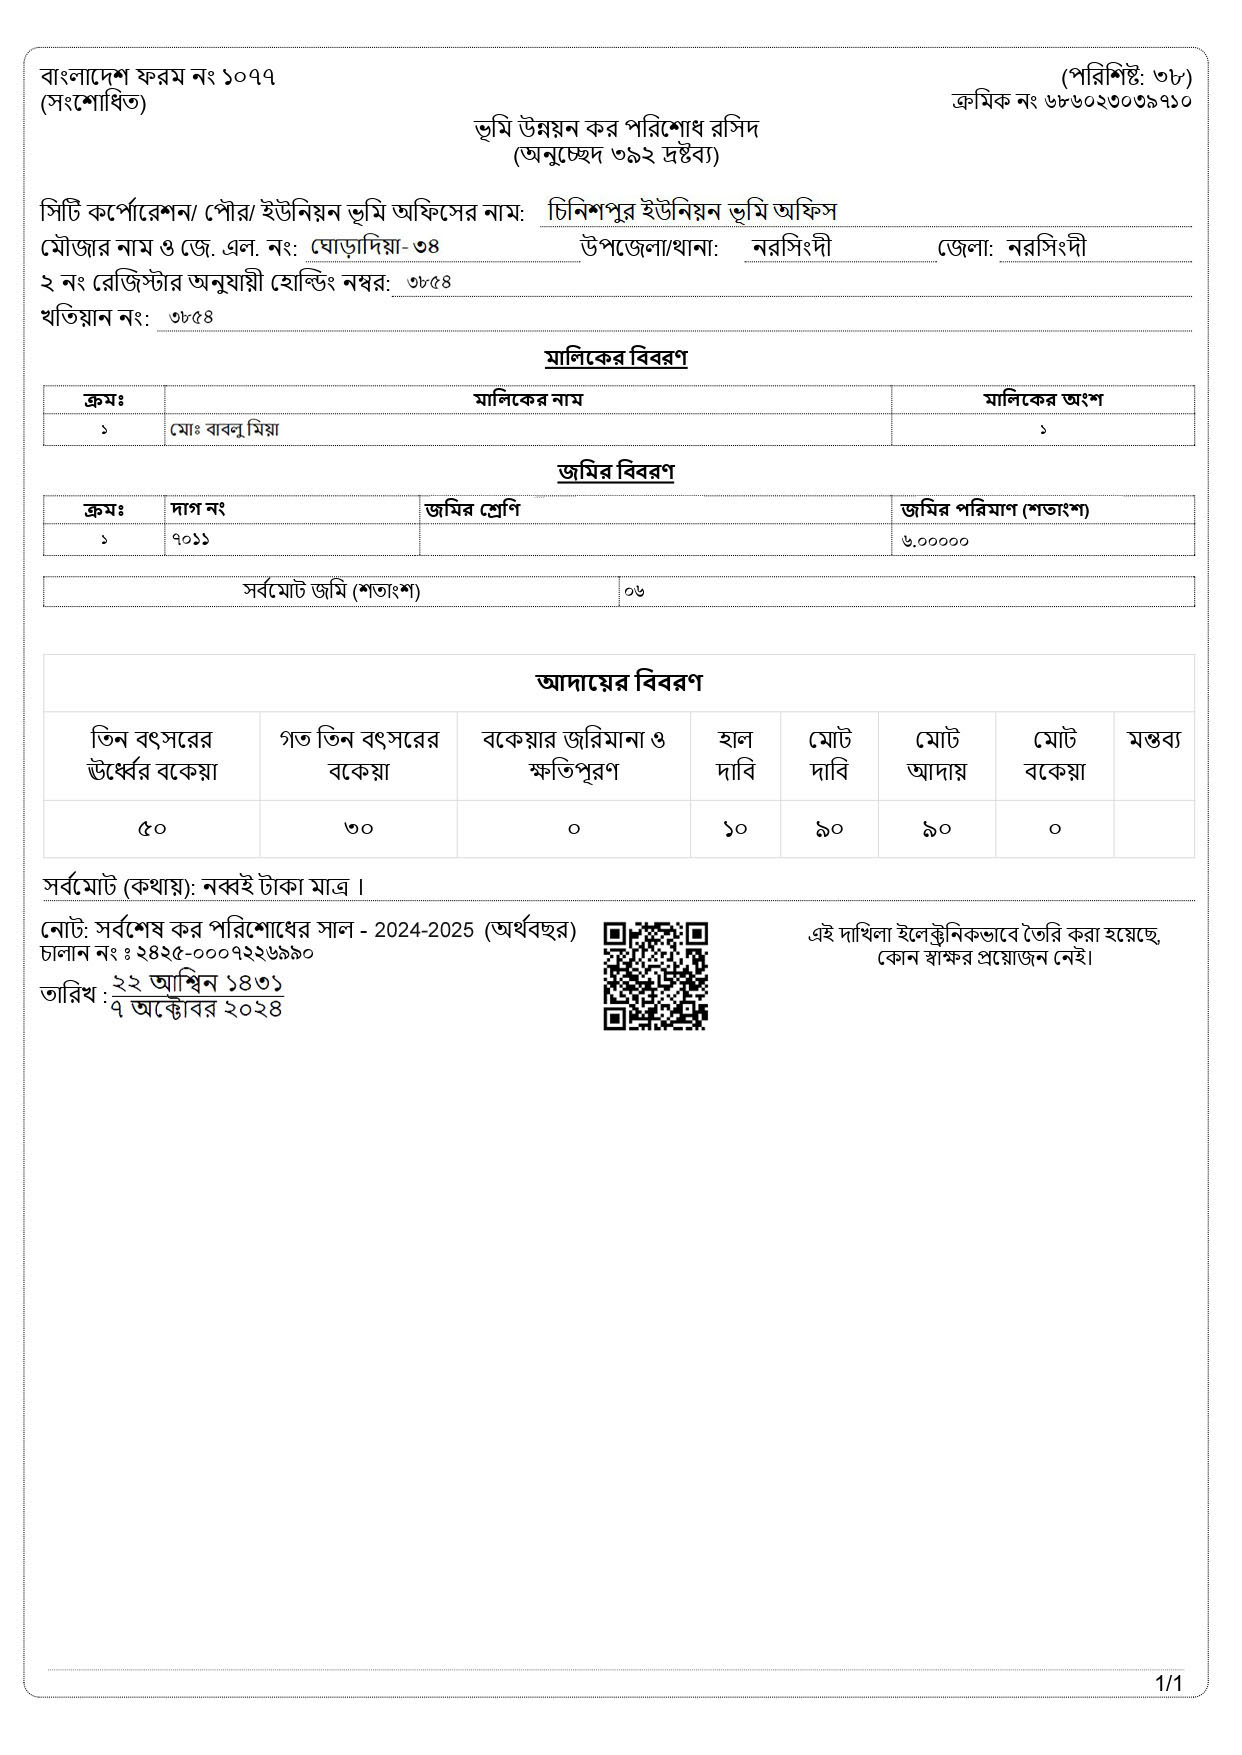 বাংলাদেশ ফরম নং ১০৭৭
(সংশোধিত)
(পরিশিষ্ট: ৩৮)
ক্রমিক নং ৬৮৬০২৩০৩৯৭১০
ভূমি উন্নয়ন কর পরিশোধ রসিদ
(অনুচ্ছেদ ৩৯২ দ্রষ্টব্য)
সিটি কর্পোরেশন/ পৌর/ ইউনিয়ন ভূমি অফিসের নাম: চিনিশপুর ইউনিয়ন ভূমি অফিস
মৌজার নাম ও জে. এল. নং: ঘোড়াদিয়া- ৩৪ উপজেলা/থানা: নরসিংদী জেলা: নরসিংদী
২ নং রেজিস্টার অনুযায়ী হোল্ডিং নম্বর: ৩৮৫৪
খতিয়ান নং: ৩৮৫৪
মালিকের বিবরণ
ক্রমঃ মালিকের নাম মালিকের অংশ
১ মোঃ বাবলু মিয়া ১
জমির বিবরণ
ক্রমঃ দাগ নং জমির শ্রেণি জমির পরিমাণ (শতাংশ)
১ ৭০১১ ৬.০০০০০
সর্বমোট জমি (শতাংশ) ০৬
আদায়ের বিবরণ
তিন বৎসরের গত তিন বৎসরের বকেয়ার জরিমানা ও হাল মোট মোট মোট মন্তব্য
ঊর্ধ্বের বকেয়া বকেয়া ক্ষতিপূরণ দাবি দাবি আদায় বকেয়া
৫০ ৩০ ০ ১০ ৯০ ৯০ ০
সর্বমোট (কথায়): নব্বই টাকা মাত্র ।
নোট: সর্বশেষ কর পরিশোধের সাল - 2024-2025 (অর্থবছর)
চালান নং : ২৪২৫-০০০৭২২৬৯৯০
তারিখ : ২২ আশ্বিন ১৪৩১
৭ অক্টোবর ২০২৪
এই দাখিলা ইলেক্ট্রনিকভাবে তৈরি করা হয়েছে,
কোন স্বাক্ষর প্রয়োজন নেই।
1/1